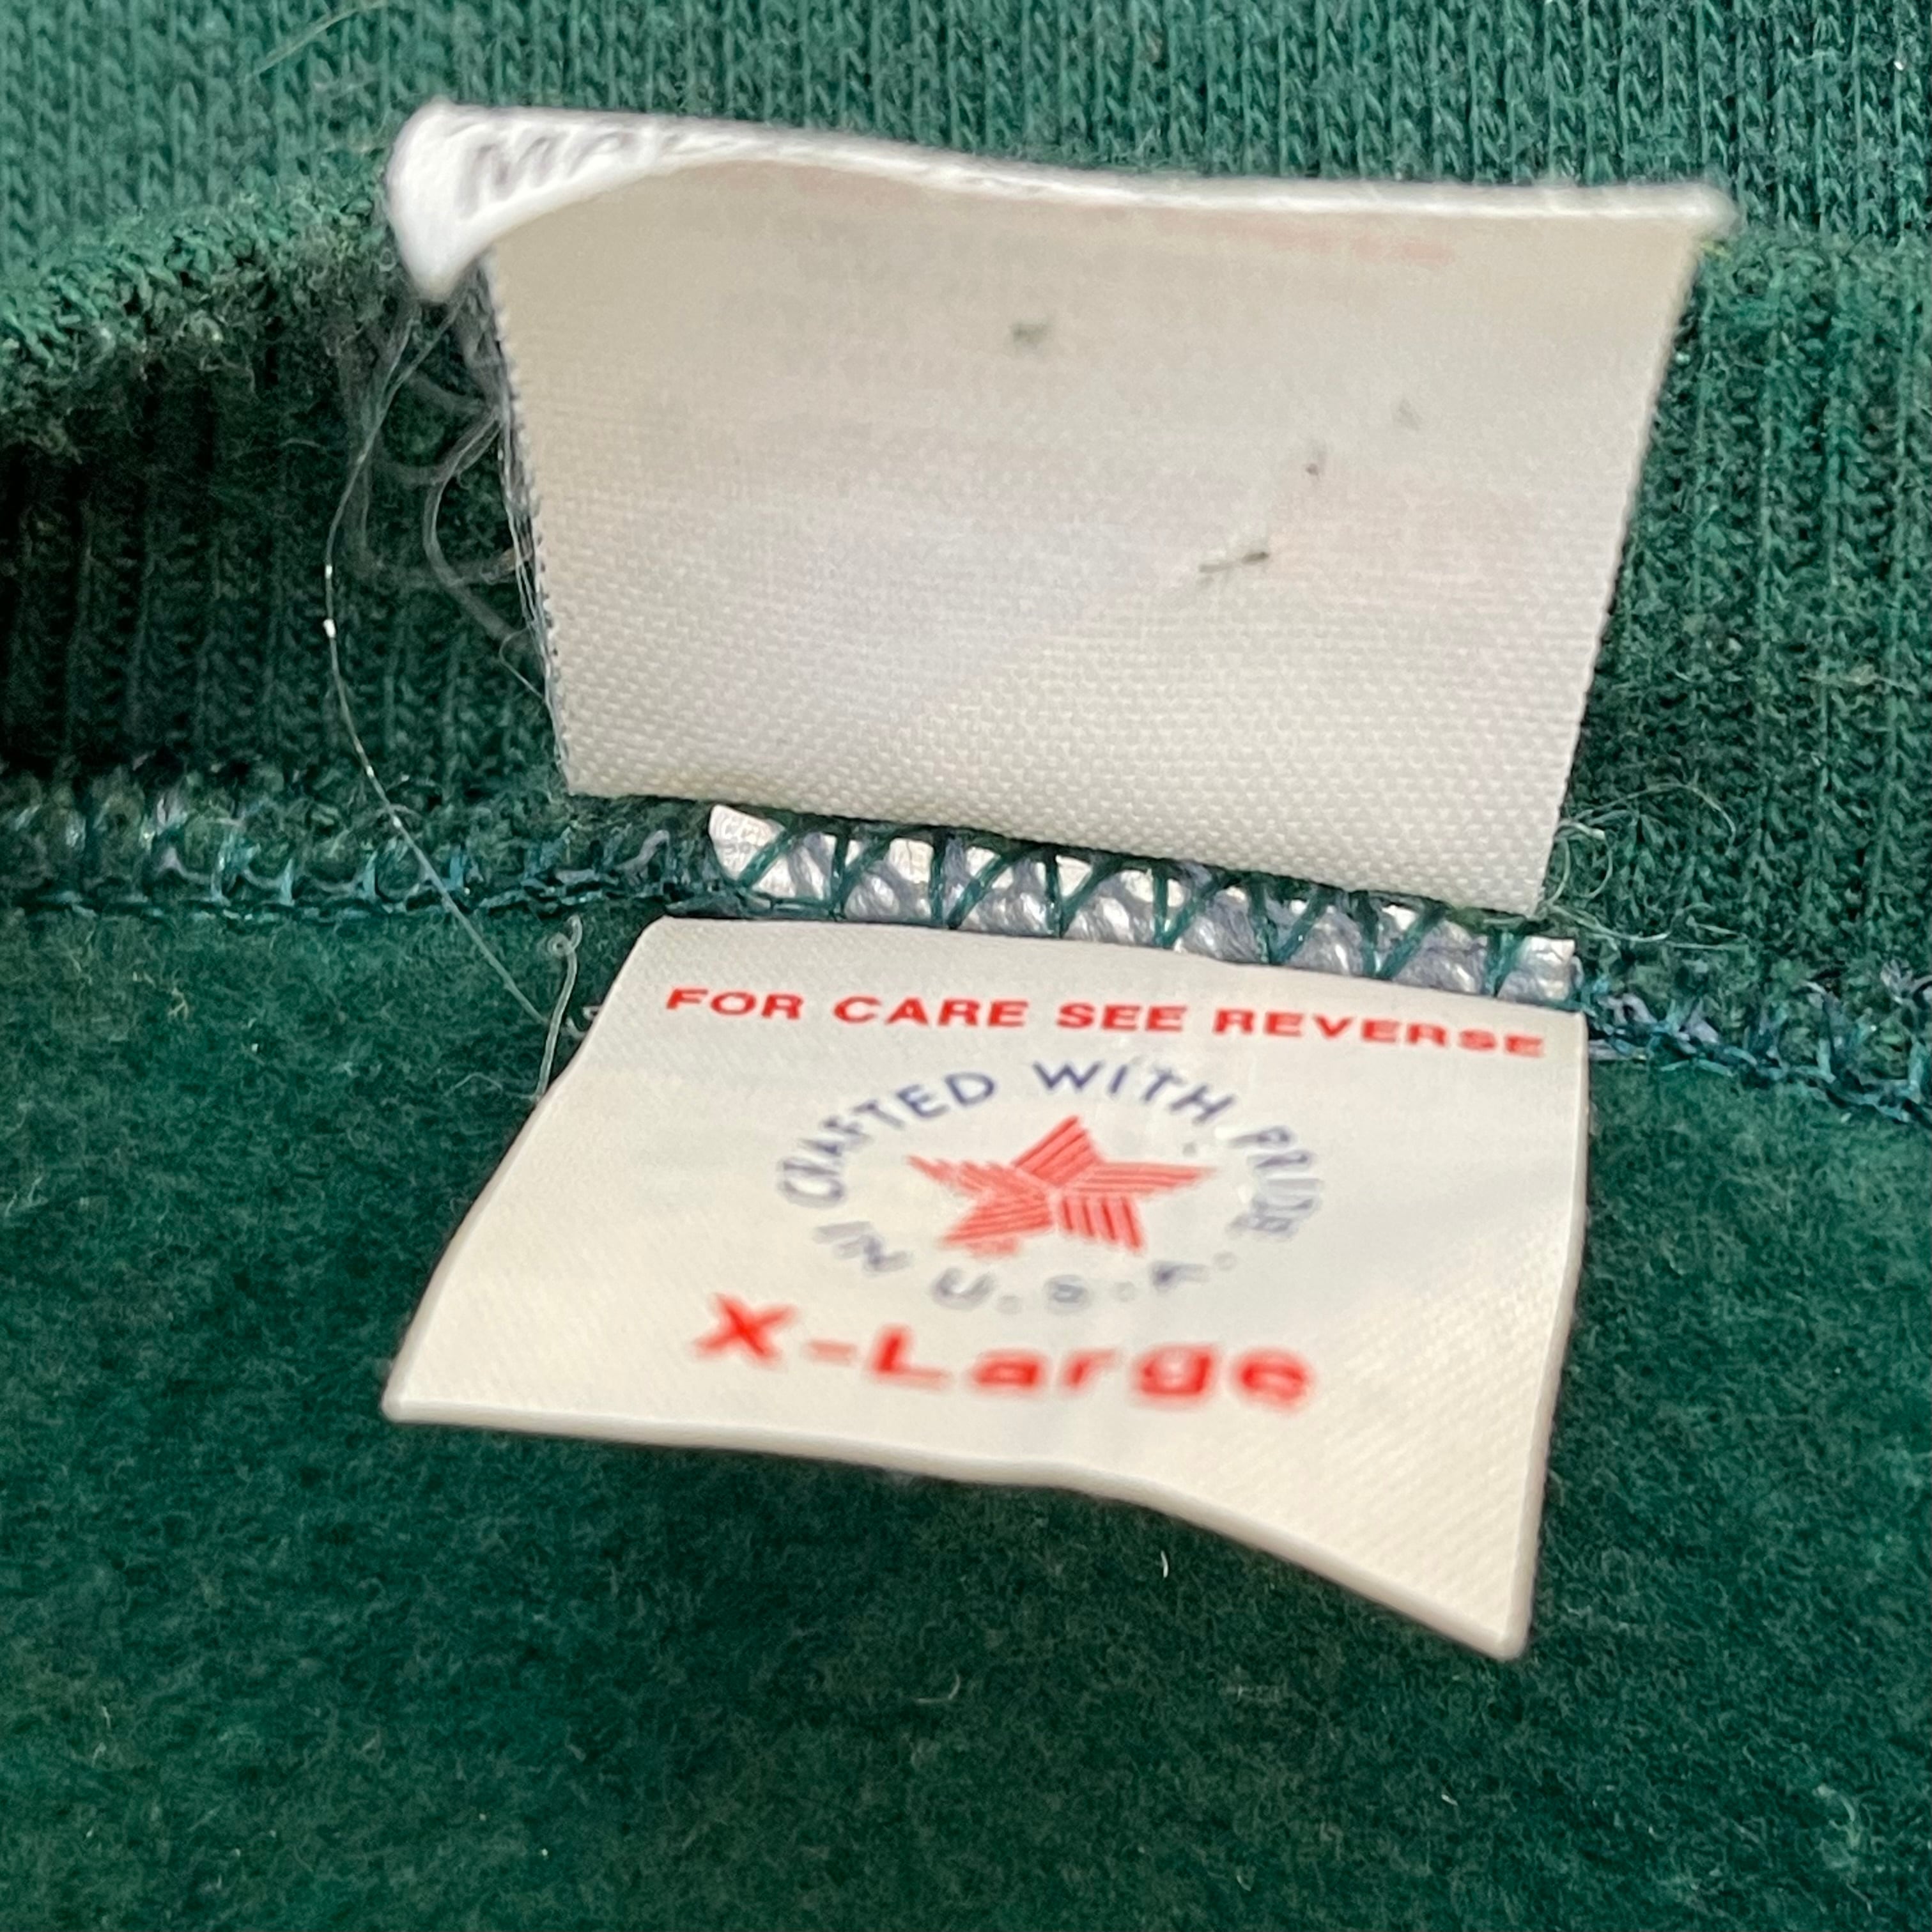 FOR CARE SEE REVERSE
CRAFTED WITH PRIDE
IN U.S.A.
X-Large